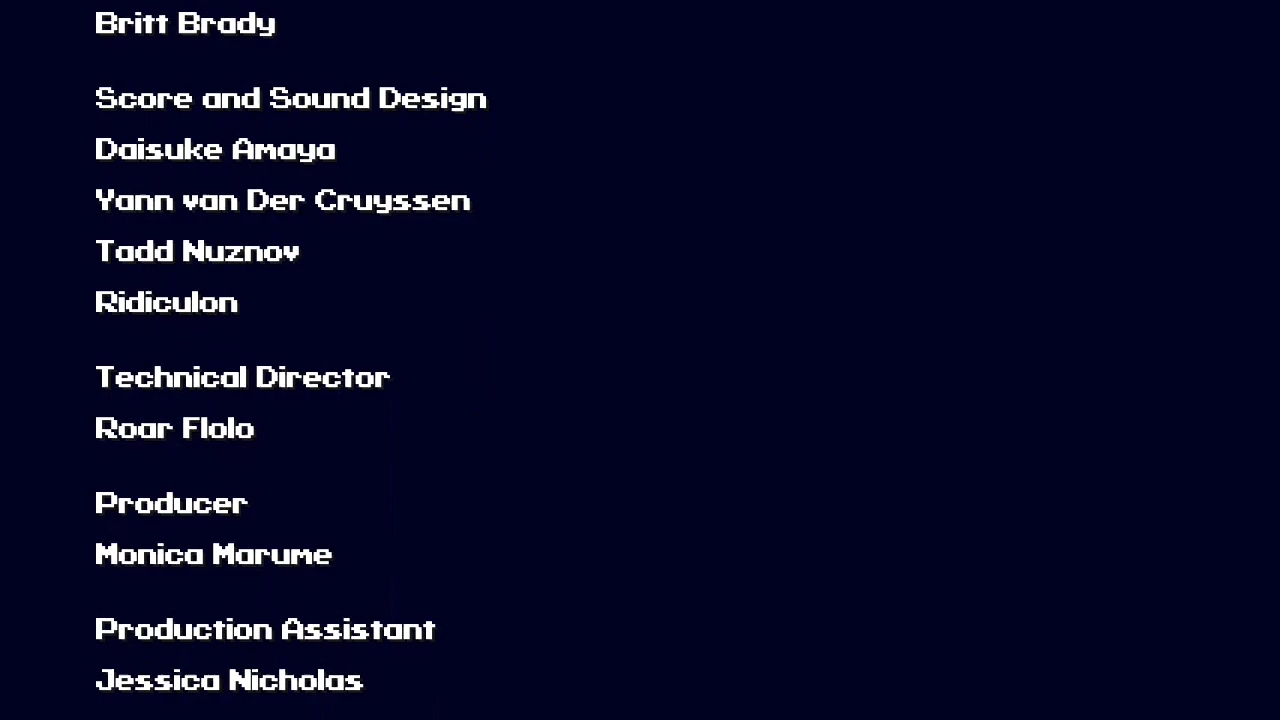 Britt Brady
Score and Sound Design
Daisuke Amaya
Yann van Der Cruyssen
Tadd Nuznov
Ridiculon
Technical Director
Roar Flolo
Producer
Monica Marume
Production Assistant
Jessica Nicholas